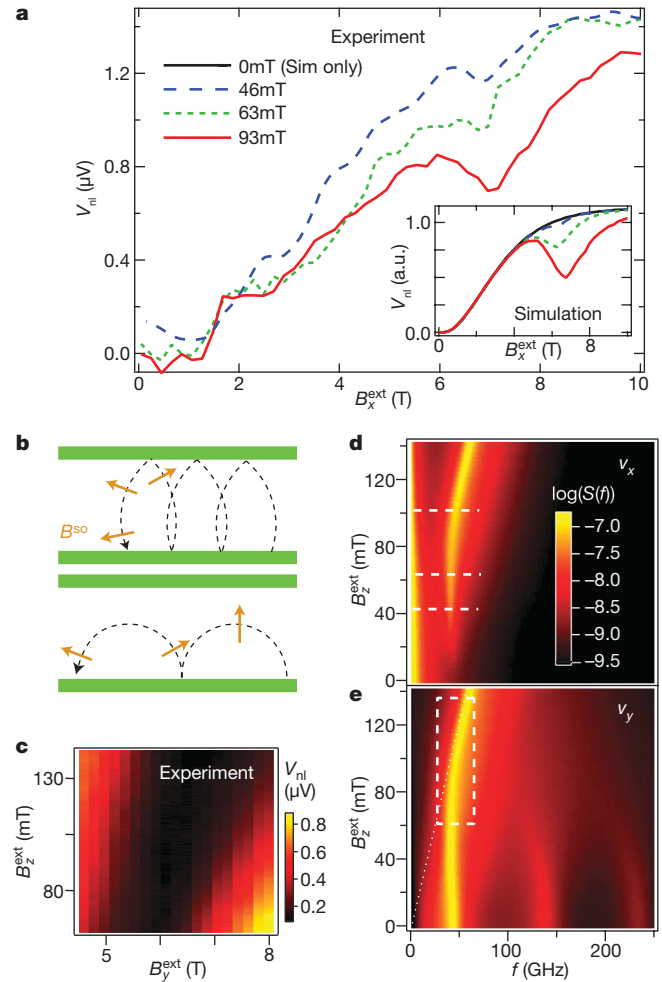 a
Experiment
0mT (Sim only)
46mT
63mT
93mT
V_nl (µV)
1.2
0.8
0.4
0.0
0 2 4 6 8 10
B_x^ext (T)
V_nl (a.u.)
1.0
0.0
Simulation
0 4 8
B_x^ext (T)
b
B^so
c
Experiment
V_nl (µV)
0.8
0.6
0.4
0.2
B_z^ext (mT)
130
80
5 8
B_y^ext (T)
d
v_x
log(S(f))
-7.0
-7.5
-8.0
-8.5
-9.0
-9.5
B_z^ext (mT)
120
80
40
0
e
v_y
B_z^ext (mT)
120
80
40
0
0 100 200
f (GHz)